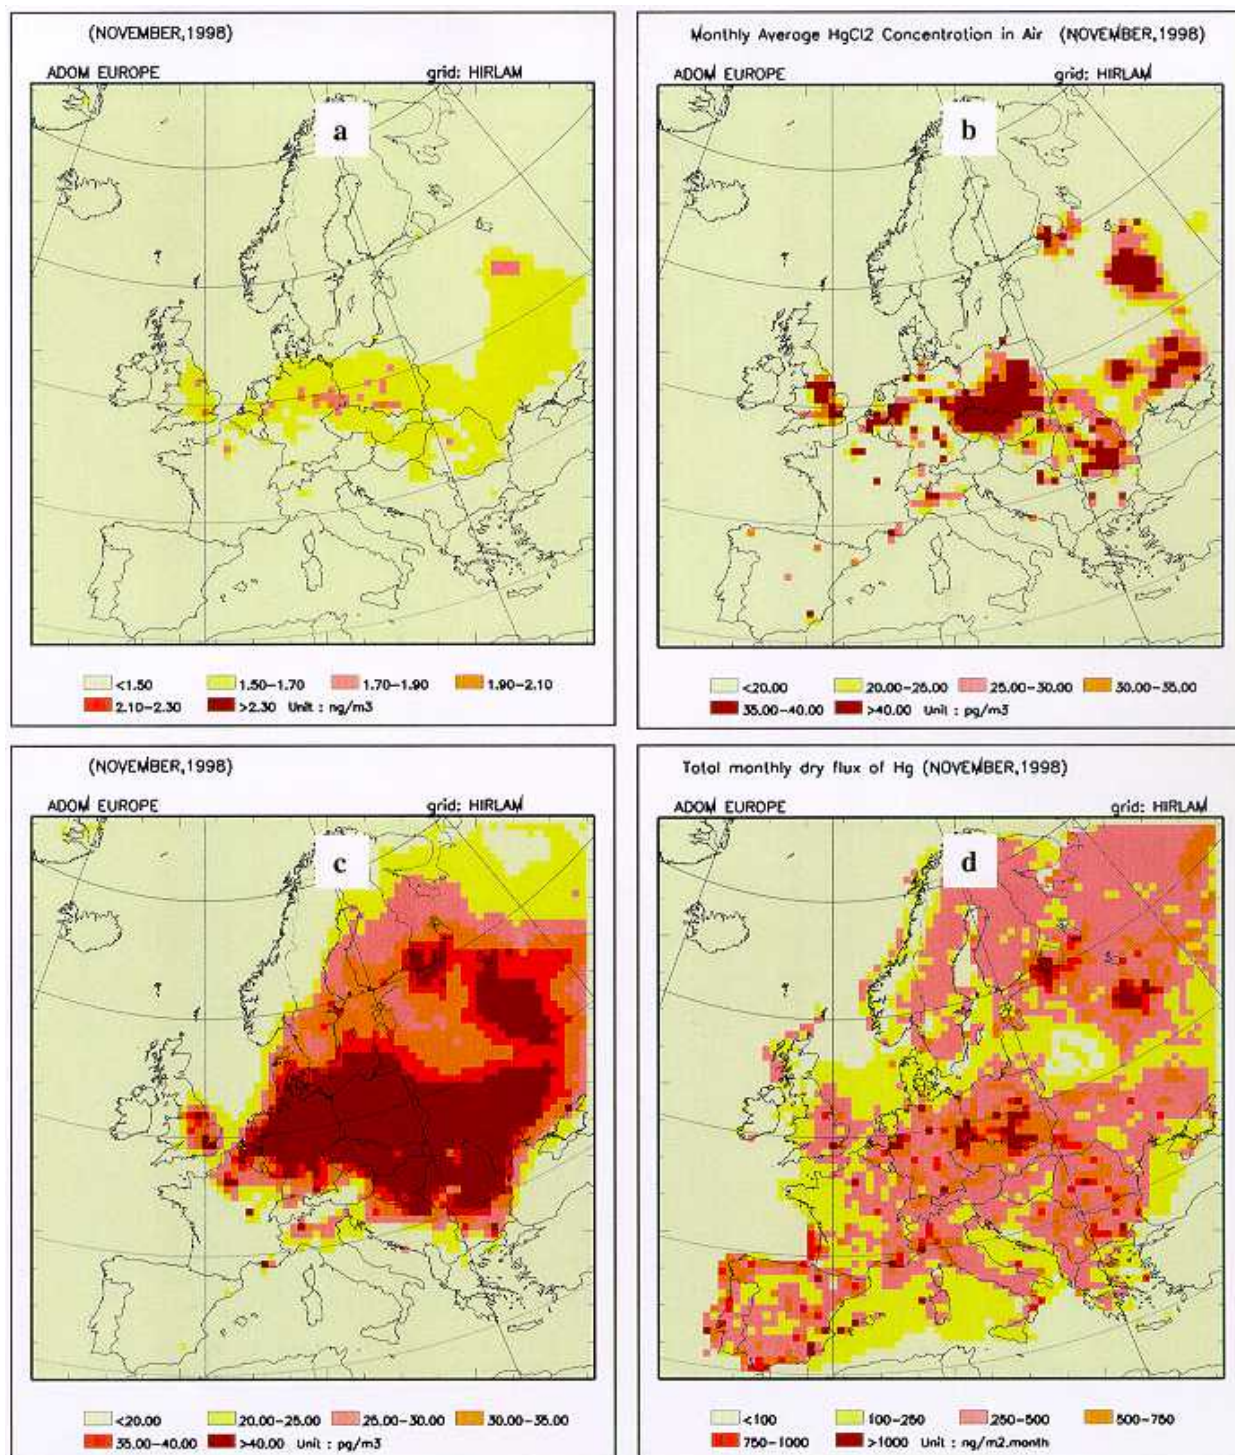 (NOVEMBER,1998)
ADOM EUROPE grid: HIRLAM
a
<1.50 1.50-1.70 1.70-1.90 1.90-2.10
2.10-2.30 >2.30 Unit : ng/m3
Monthly Average HgCl2 Concentration in Air (NOVEMBER,1998)
ADOM EUROPE grid: HIRLAM
b
<20.00 20.00-25.00 25.00-30.00 30.00-35.00
35.00-40.00 >40.00 Unit : pg/m3
(NOVEMBER,1998)
ADOM EUROPE grid: HIRLAM
c
<20.00 20.00-25.00 25.00-30.00 30.00-35.00
35.00-40.00 >40.00 Unit : pg/m3
Total monthly dry flux of Hg (NOVEMBER,1998)
ADOM EUROPE grid: HIRLAM
d
<100 100-250 250-500 500-750
750-1000 >1000 Unit : ng/m2.month